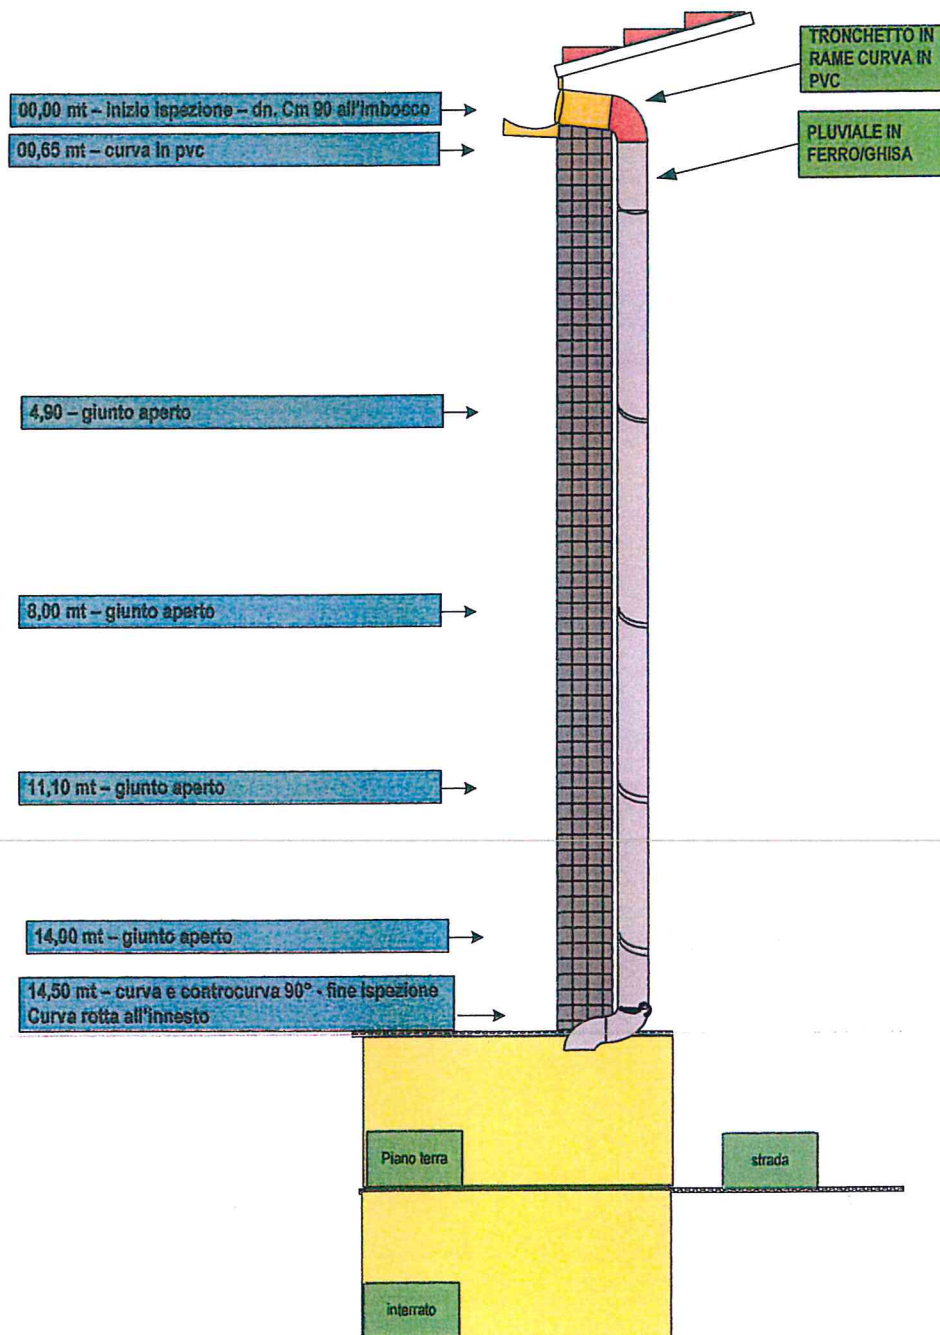 TRONCHETTO IN
RAME CURVA IN
PVC
00,00 mt – inizio ispezione – dn. Cm 90 all'imbocco
00,65 mt – curva in pvc
PLUVIALE IN
FERRO/GHISA
4,90 – giunto aperto
8,00 mt – giunto aperto
11,10 mt – giunto aperto
14,00 mt – giunto aperto
14,50 mt – curva e controcurva 90° - fine ispezione
Curva rotta all'innesto
Piano terra
strada
interrato